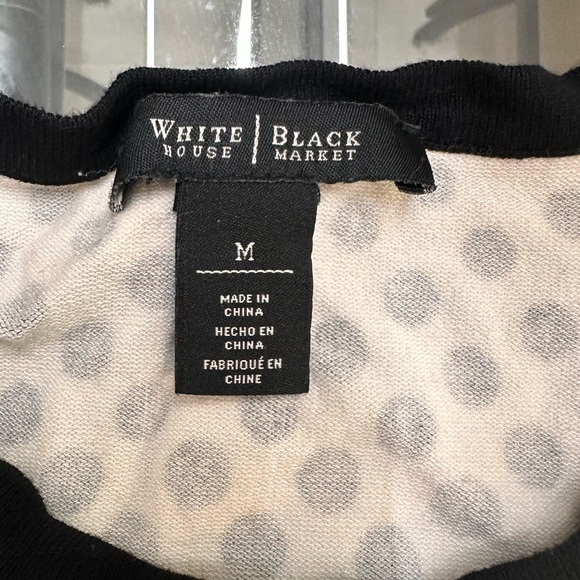 WHITE | BLACK
HOUSE | MARKET
M
MADE IN
CHINA
HECHO EN
CHINA
FABRIQUÉ EN
CHINE